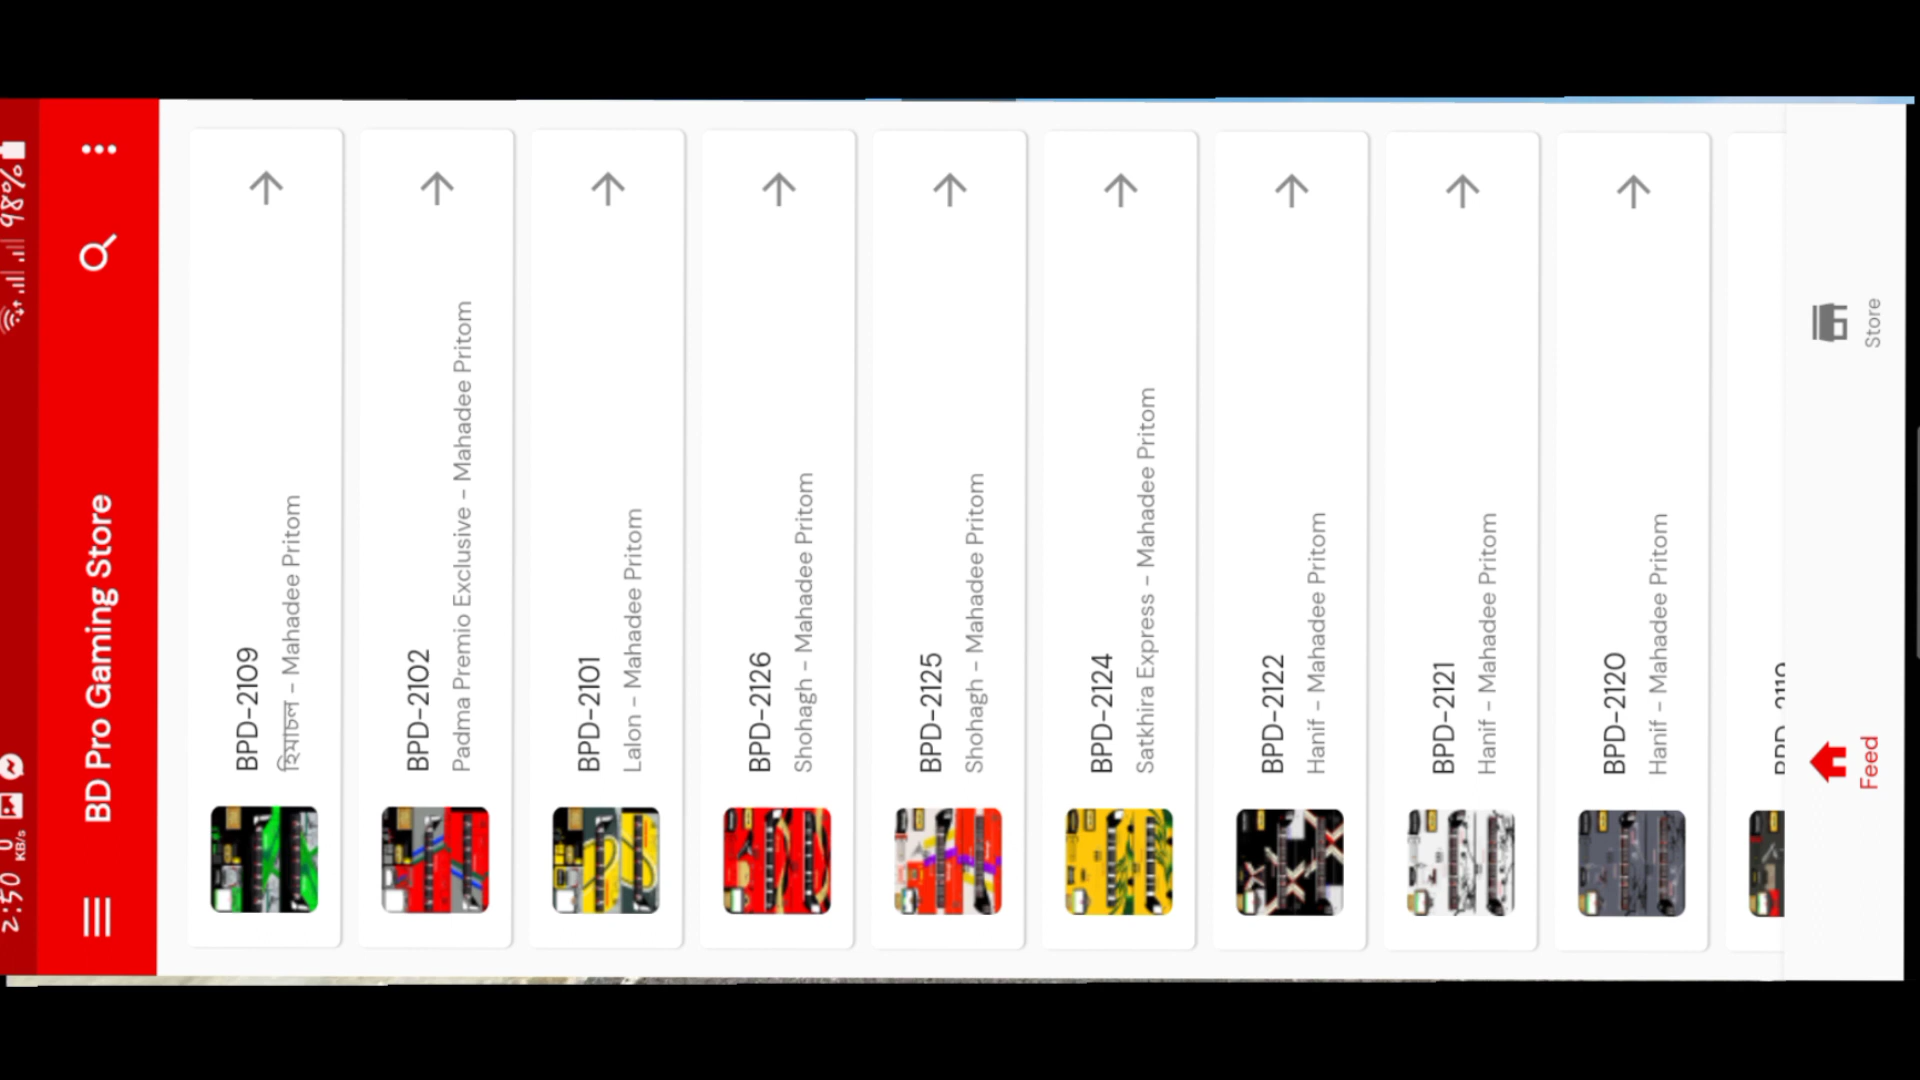 2:50 0 KB/s 98%
BD Pro Gaming Store
BPD-2109
হিমাচল - Mahadee Pritom
BPD-2102
Padma Premio Exclusive - Mahadee Pritom
BPD-2101
Lalon - Mahadee Pritom
BPD-2126
Shohagh - Mahadee Pritom
BPD-2125
Shohagh - Mahadee Pritom
BPD-2124
Satkhira Express - Mahadee Pritom
BPD-2122
Hanif - Mahadee Pritom
BPD-2121
Hanif - Mahadee Pritom
BPD-2120
Hanif - Mahadee Pritom
Feed
Store